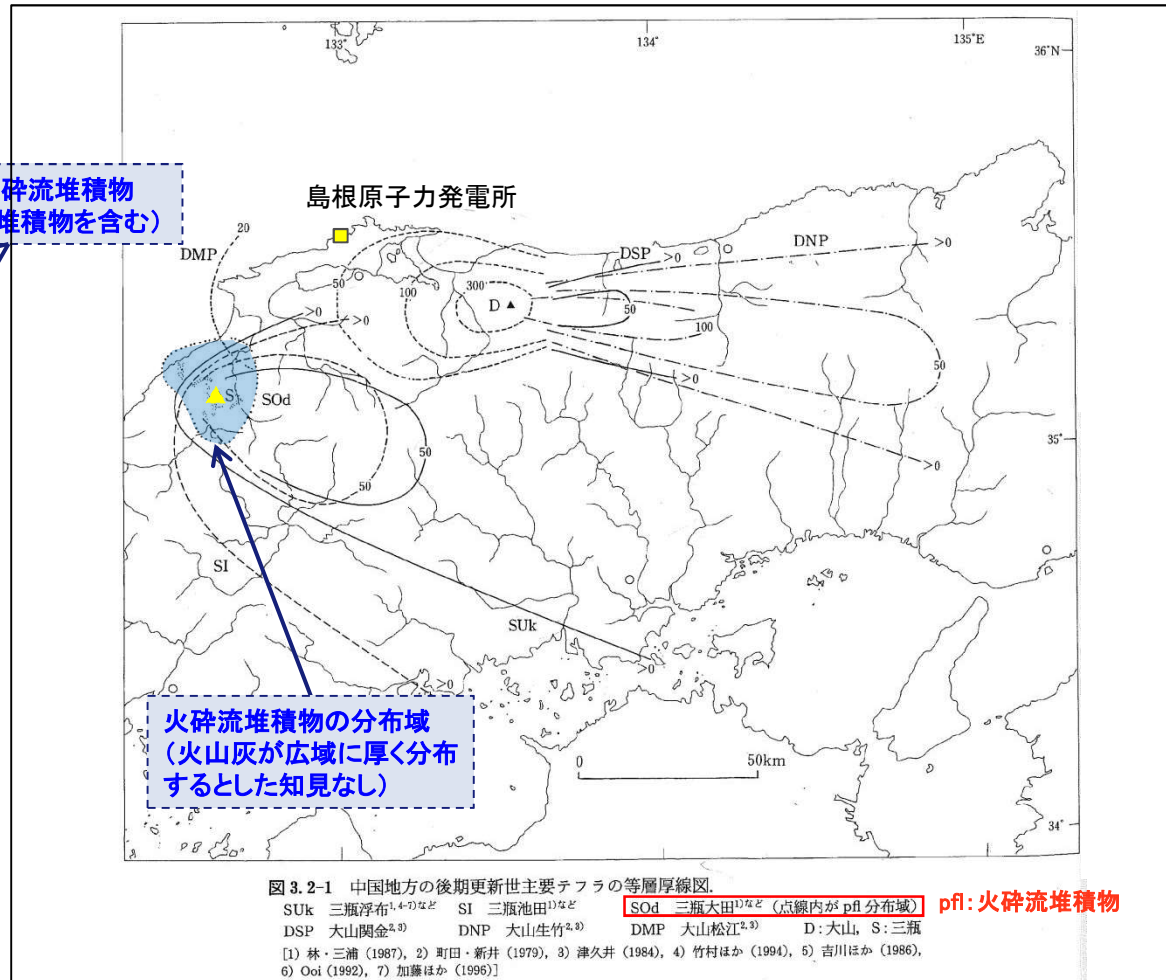 133°
134°
135°E
36°N
砕流堆積物
堆積物を含む）
島根原子力発電所
20
DMP
DSP
DNP
>0
>0
50
300
100
D
50
100
>0
>0
50
S
SOd
>0
50
50
>0
35°
SI
SUk
>0
>0
火砕流堆積物の分布域
（火山灰が広域に厚く分布
するとした知見なし）
0
50km
34°
図 3.2-1 中国地方の後期更新世主要テフラの等層厚線図.
SUk 三瓶浮布1,4-7)など SI 三瓶池田1)など SOd 三瓶大田1)など（点線内が pfl 分布域） pfl：火砕流堆積物
DSP 大山関金2,3) DNP 大山生竹2,3) DMP 大山松江2,3) D：大山，S：三瓶
[1) 林・三浦（1987），2) 町田・新井（1979），3) 津久井（1984），4) 竹村ほか（1994），5) 吉川ほか（1986），
6) Ooi（1992），7) 加藤ほか（1996）]